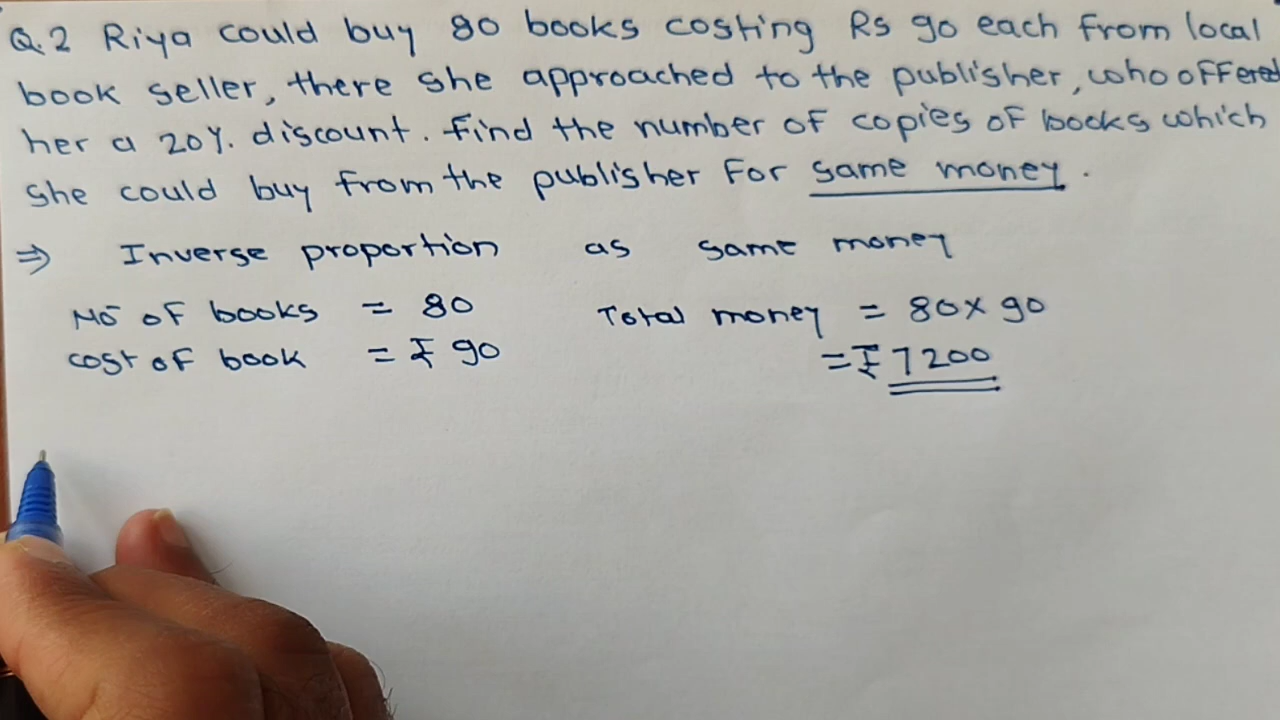 Q.2 Riya could buy 80 books costing Rs 90 each from local
book seller, there she approached to the publisher, who offered
her a 20%. discount. Find the number of copies of books which
she could buy from the publisher for same money.
⇒ Inverse proportion as same money
No of books = 80 Total money = 80 × 90
cost of book = ₹ 90 = ₹ 7200